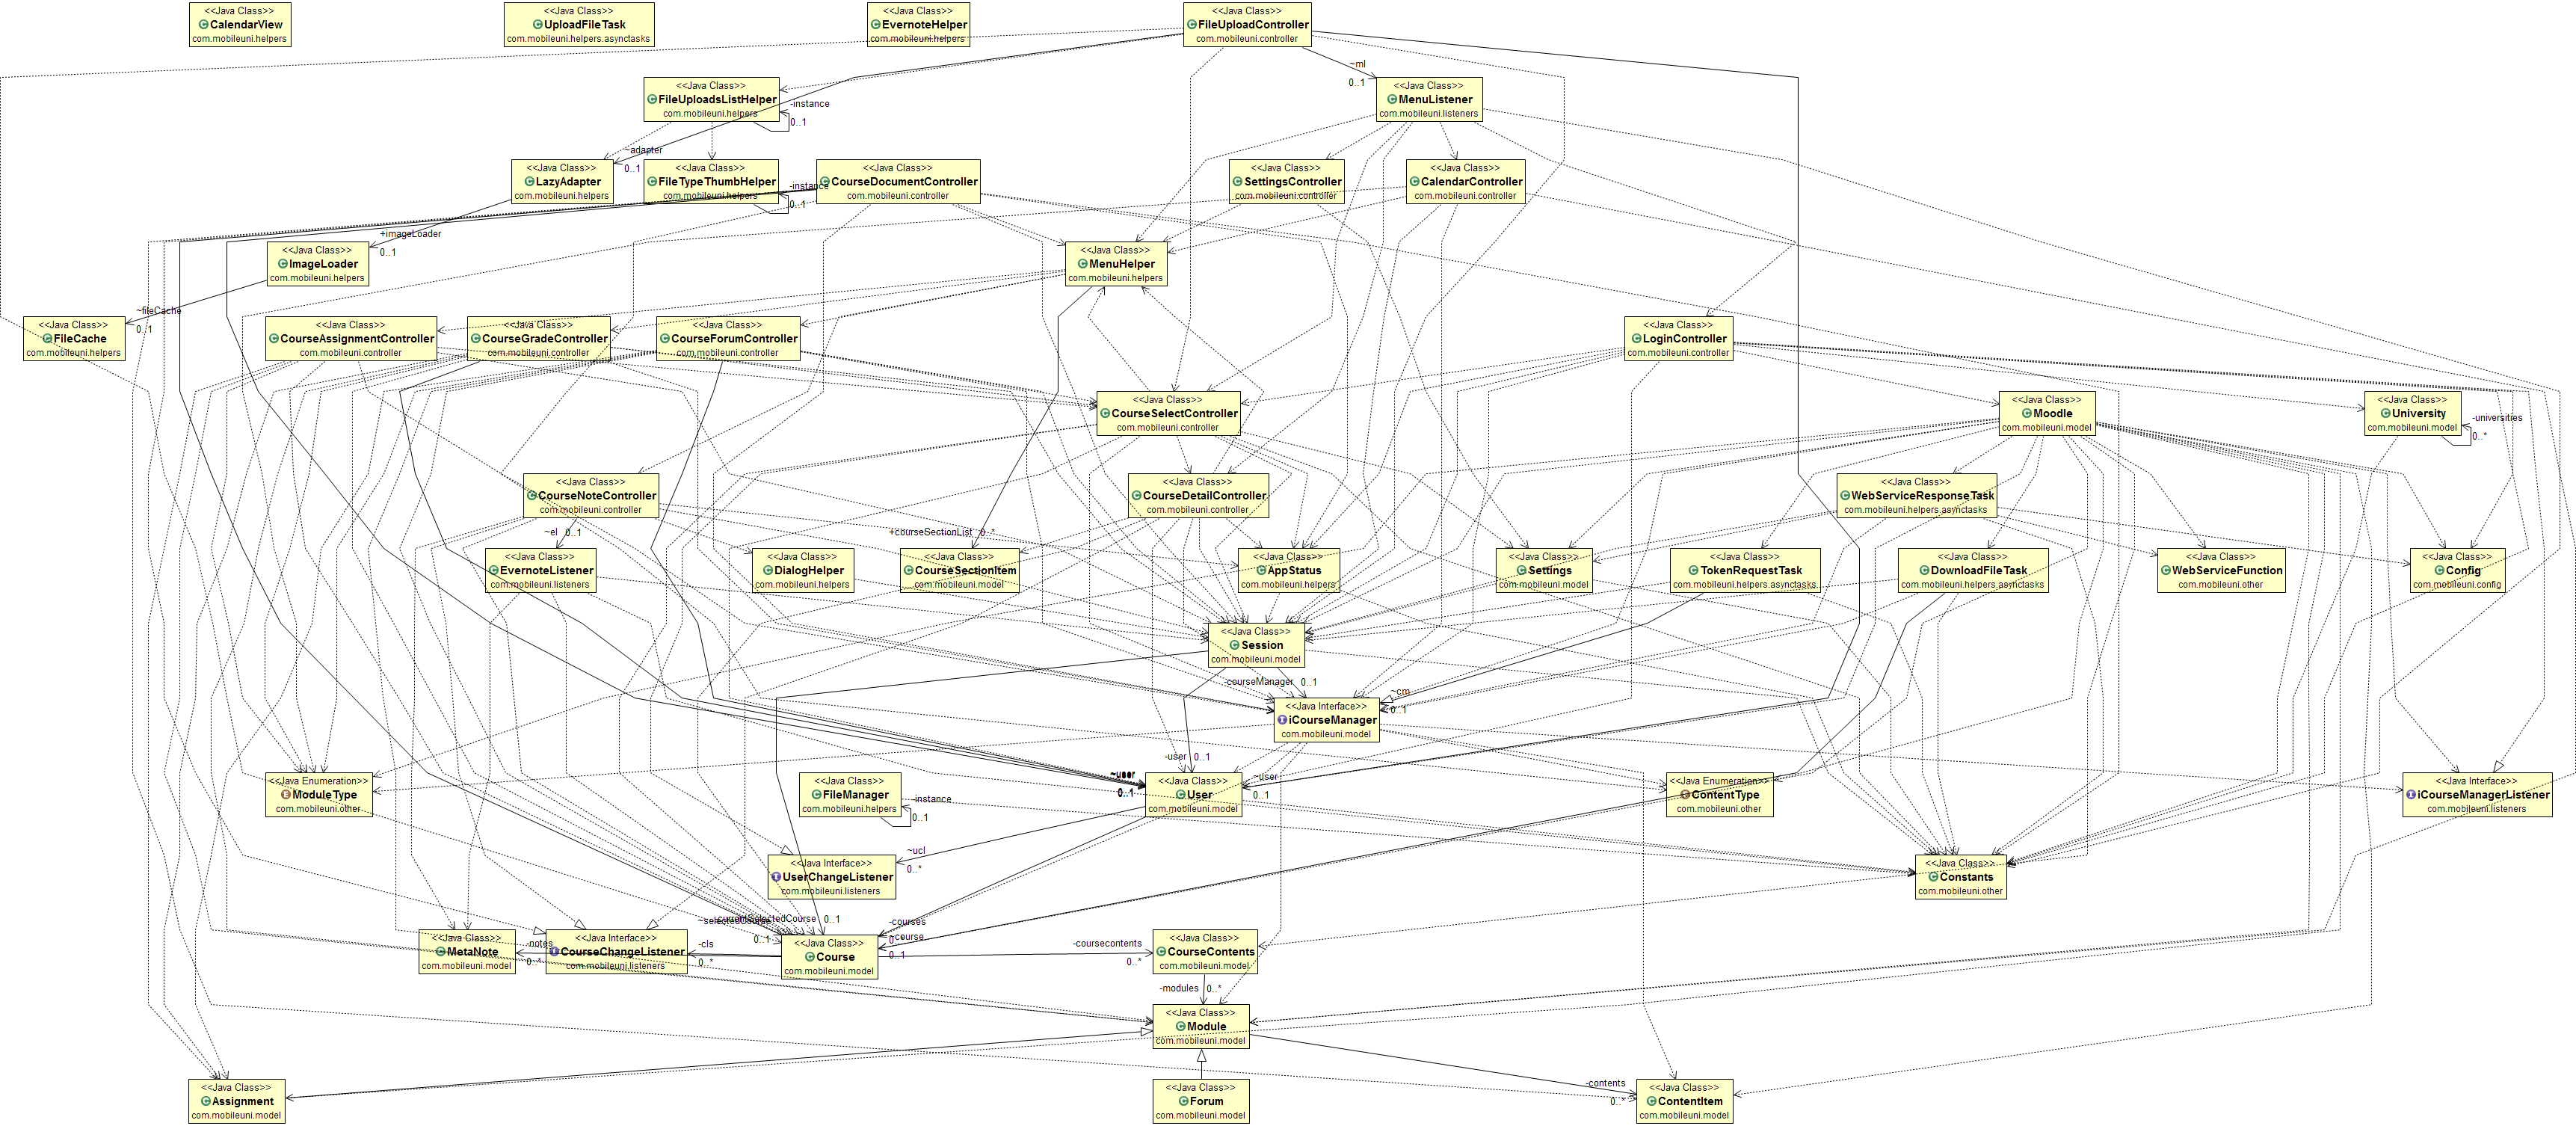 <<Java Class>>
CalendarView
com.mobileuni.helpers
<<Java Class>>
UploadFileTask
com.mobileuni.helpers.asynctasks
<<Java Class>>
EvernoteHelper
com.mobileuni.helpers
<<Java Class>>
FileUploadController
com.mobileuni.controller
~ml
0..1
<<Java Class>>
FileUploadsListHelper
com.mobileuni.helpers
-instance
0..1
<<Java Class>>
MenuListener
com.mobileuni.listeners
~adapter
0..1
<<Java Class>>
LazyAdapter
com.mobileuni.helpers
<<Java Class>>
FileTypeThumbHelper
com.mobileuni.helpers
-instance
0..1
<<Java Class>>
CourseDocumentController
com.mobileuni.controller
<<Java Class>>
SettingsController
com.mobileuni.controller
<<Java Class>>
CalendarController
com.mobileuni.controller
+imageLoader
0..1
<<Java Class>>
ImageLoader
com.mobileuni.helpers
<<Java Class>>
MenuHelper
com.mobileuni.helpers
~fileCache
0..1
<<Java Class>>
FileCache
com.mobileuni.helpers
<<Java Class>>
CourseAssignmentController
com.mobileuni.controller
<<Java Class>>
CourseGradeController
com.mobileuni.controller
<<Java Class>>
CourseForumController
com.mobileuni.controller
<<Java Class>>
LoginController
com.mobileuni.controller
<<Java Class>>
CourseSelectController
com.mobileuni.controller
<<Java Class>>
Moodle
com.mobileuni.model
<<Java Class>>
University
com.mobileuni.model
-universities
0..*
<<Java Class>>
CourseNoteController
com.mobileuni.controller
<<Java Class>>
CourseDetailController
com.mobileuni.controller
<<Java Class>>
WebServiceResponseTask
com.mobileuni.helpers.asynctasks
~el
0..1
+courseSectionList
0..*
<<Java Class>>
EvernoteListener
com.mobileuni.listeners
<<Java Class>>
DialogHelper
com.mobileuni.helpers
<<Java Class>>
CourseSectionItem
com.mobileuni.model
<<Java Class>>
AppStatus
com.mobileuni.helpers
<<Java Class>>
Settings
com.mobileuni.model
<<Java Class>>
TokenRequestTask
com.mobileuni.helpers.asynctasks
<<Java Class>>
DownloadFileTask
com.mobileuni.helpers.asynctasks
<<Java Class>>
WebServiceFunction
com.mobileuni.other
<<Java Class>>
Config
com.mobileuni.config
<<Java Class>>
Session
com.mobileuni.model
-courseManager
0..1
~cm
0..1
<<Java Interface>>
iCourseManager
com.mobileuni.model
-user
0..1
~user
0..1
~user
0..1
<<Java Enumeration>>
ModuleType
com.mobileuni.other
<<Java Class>>
FileManager
com.mobileuni.helpers
-instance
0..1
<<Java Class>>
User
com.mobileuni.model
<<Java Enumeration>>
ContentType
com.mobileuni.other
<<Java Interface>>
iCourseManagerListener
com.mobileuni.listeners
~ucl
0..*
<<Java Interface>>
UserChangeListener
com.mobileuni.listeners
<<Java Class>>
Constants
com.mobileuni.other
~selectedCourse
0..1
0..1
-courses
~course
0..1
<<Java Class>>
MetaNote
com.mobileuni.model
-notes
0..*
<<Java Interface>>
CourseChangeListener
com.mobileuni.listeners
-cls
0..*
<<Java Class>>
Course
com.mobileuni.model
-coursecontents
0..*
<<Java Class>>
CourseContents
com.mobileuni.model
-modules
0..*
<<Java Class>>
Module
com.mobileuni.model
-contents
0..*
<<Java Class>>
Assignment
com.mobileuni.model
<<Java Class>>
Forum
com.mobileuni.model
<<Java Class>>
ContentItem
com.mobileuni.model